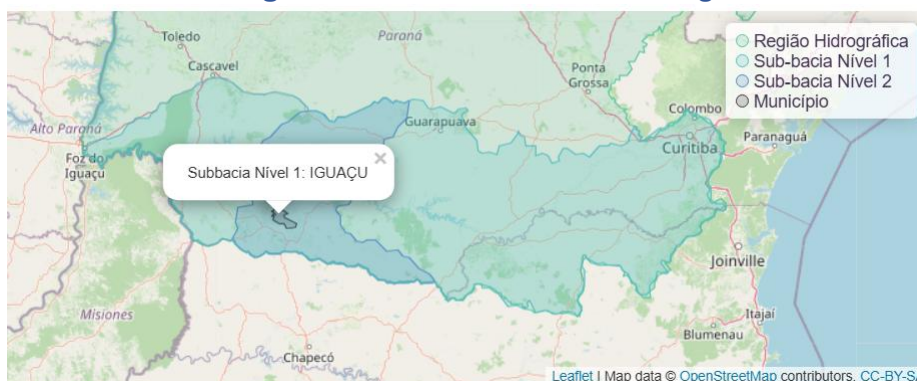 Toledo
Paraná
Cascavel
Ponta
Grossa
Região Hidrográfica
Sub-bacia Nível 1
Sub-bacia Nível 2
Município
Colombo
Alto Paraná
Guarapuava
Curitiba
Paranaguá
Foz do
Iguaçu
×
Subbacia Nível 1: IGUAÇU
Joinville
Misiones
Itajaí
Blumenau
Chapecó
Leaflet | Map data © OpenStreetMap contributors, CC-BY-SA